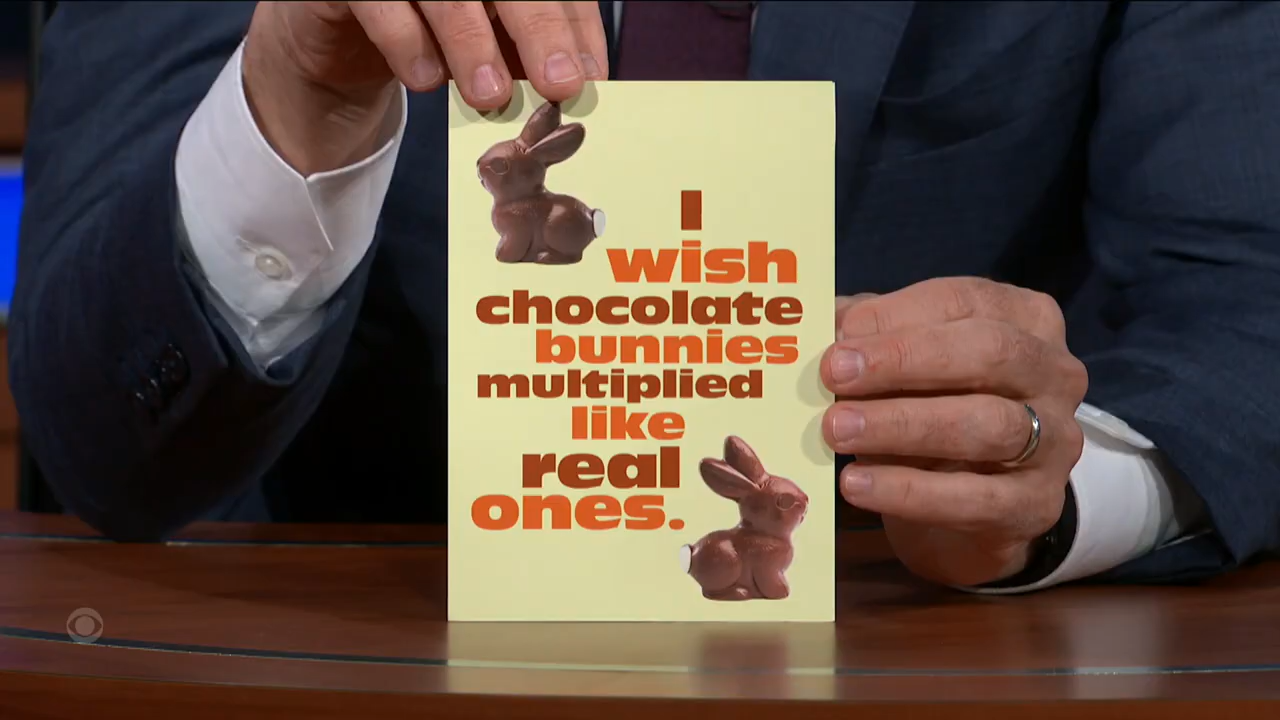 I
wish
chocolate
bunnies
multiplied
like
real
ones.